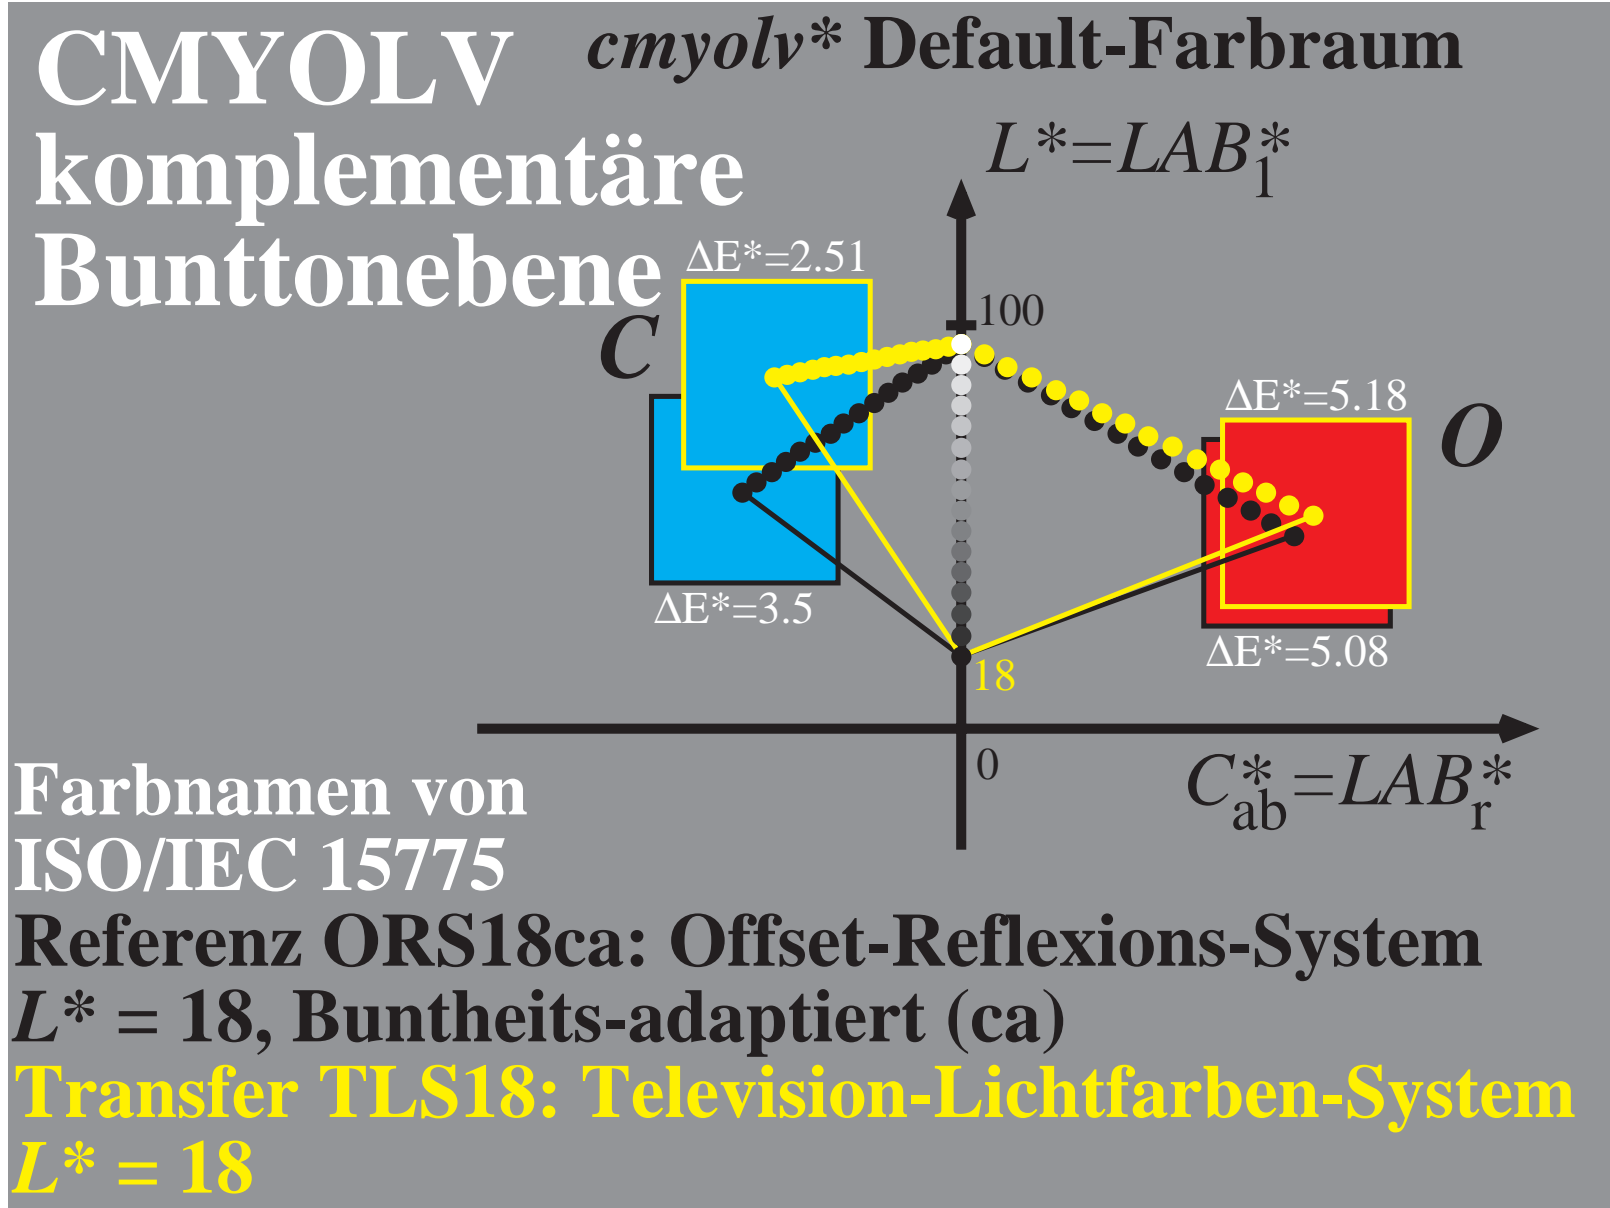 CMYOLV
komplementäre
Bunttonebene
cmyolv* Default-Farbraum
L*=LAB*l
ΔE*=2.51
C
100
ΔE*=5.18
O
ΔE*=3.5
ΔE*=5.08
18
0
C*ab=LAB*r
Farbnamen von
ISO/IEC 15775
Referenz ORS18ca: Offset-Reflexions-System
L* = 18, Buntheits-adaptiert (ca)
Transfer TLS18: Television-Lichtfarben-System
L* = 18